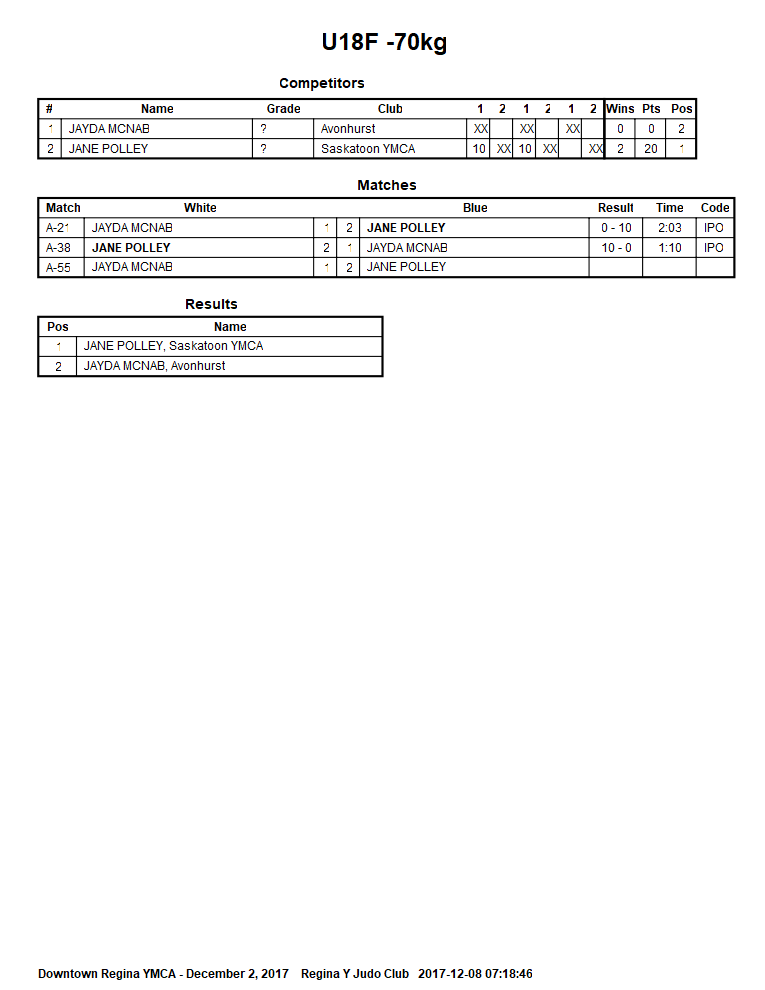 U18F -70kg
Competitors
# Name Grade Club 1 2 1 2 1 2 Wins Pts Pos
1 JAYDA MCNAB ? Avonhurst XX XX XX 0 0 2
2 JANE POLLEY ? Saskatoon YMCA 10 XX 10 XX XX 2 20 1
Matches
Match White Blue Result Time Code
A-21 JAYDA MCNAB 1 2 JANE POLLEY 0 - 10 2:03 IPO
A-38 JANE POLLEY 2 1 JAYDA MCNAB 10 - 0 1:10 IPO
A-55 JAYDA MCNAB 1 2 JANE POLLEY
Results
Pos Name
1 JANE POLLEY, Saskatoon YMCA
2 JAYDA MCNAB, Avonhurst
Downtown Regina YMCA - December 2, 2017 Regina Y Judo Club 2017-12-08 07:18:46